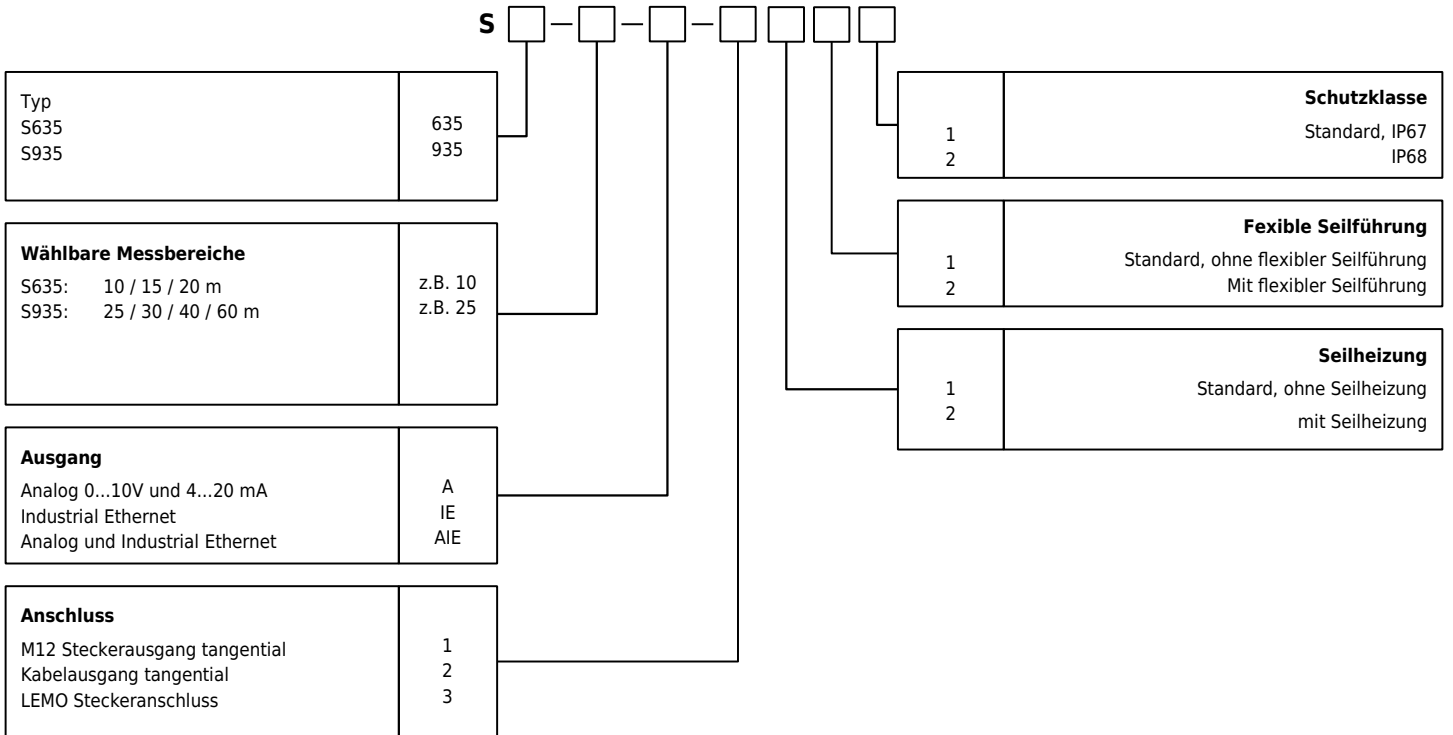 S
Typ
S635
S935
635
935
Wählbare Messbereiche
S635: 10 / 15 / 20 m
S935: 25 / 30 / 40 / 60 m
z.B. 10
z.B. 25
Ausgang
Analog 0...10V und 4...20 mA
Industrial Ethernet
Analog und Industrial Ethernet
A
IE
AIE
Anschluss
M12 Steckerausgang tangential
Kabelausgang tangential
LEMO Steckeranschluss
1
2
3
Schutzklasse
1
Standard, IP67
2
IP68
Fexible Seilführung
1
Standard, ohne flexibler Seilführung
2
Mit flexibler Seilführung
Seilheizung
1
Standard, ohne Seilheizung
2
mit Seilheizung